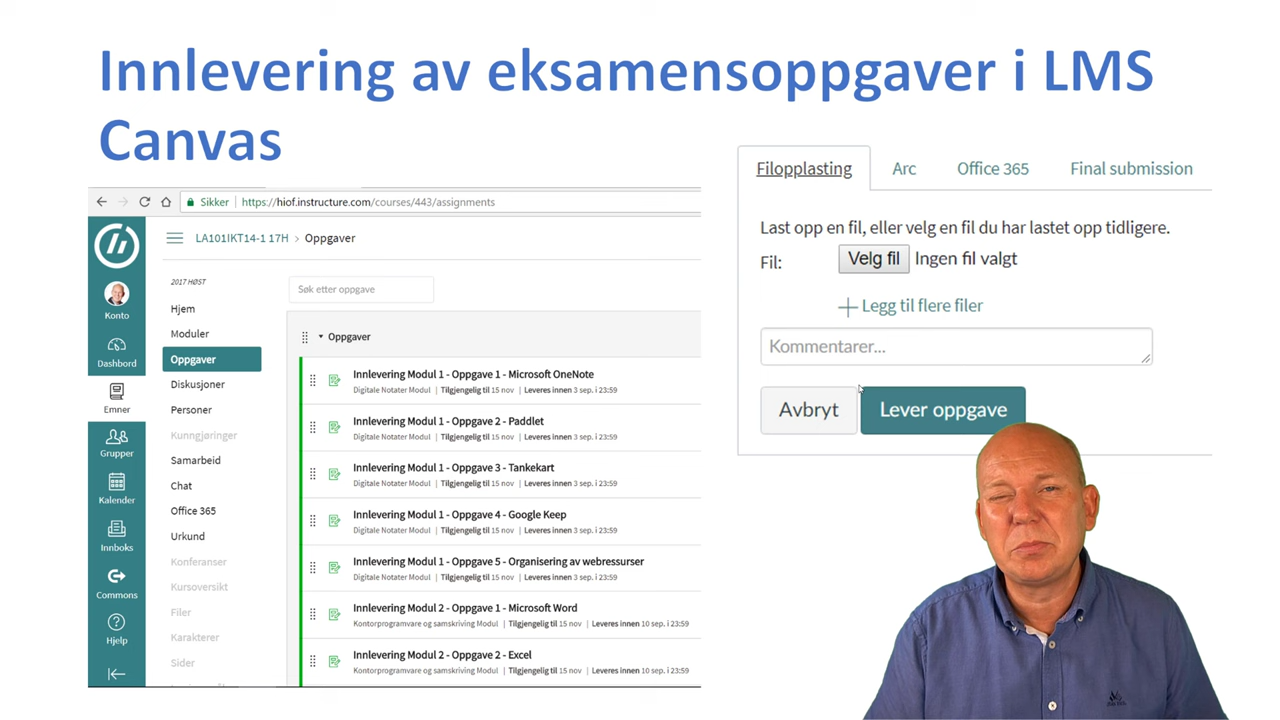 Innlevering av eksamensoppgaver i LMS
Canvas
Sikker https://hiof.instructure.com/courses/443/assignments
LA101IKT14-1 17H > Oppgaver
2017 HØST
Konto
Dashbord
Emner
Grupper
Kalender
Innboks
Commons
Hjelp
Hjem
Moduler
Oppgaver
Diskusjoner
Personer
Kunngjøringer
Samarbeid
Chat
Office 365
Urkund
Konferanser
Kursoversikt
Filer
Karakterer
Sider
Søk etter oppgave
Oppgaver
Innlevering Modul 1 - Oppgave 1 - Microsoft OneNote
Digitale Notater Modul | Tilgjengelig til 15 nov | Leveres innen 3 sep. i 23:59
Innlevering Modul 1 - Oppgave 2 - Paddlet
Digitale Notater Modul | Tilgjengelig til 15 nov | Leveres innen 3 sep. i 23:59
Innlevering Modul 1 - Oppgave 3 - Tankekart
Digitale Notater Modul | Tilgjengelig til 15 nov | Leveres innen 3 sep. i 23:59
Innlevering Modul 1 - Oppgave 4 - Google Keep
Digitale Notater Modul | Tilgjengelig til 15 nov | Leveres innen 3 sep. i 23:59
Innlevering Modul 1 - Oppgave 5 - Organisering av webressurser
Digitale Notater Modul | Tilgjengelig til 15 nov | Leveres innen 3 sep. i 23:59
Innlevering Modul 2 - Oppgave 1 - Microsoft Word
Kontorprogramvare og samskriving Modul | Tilgjengelig til 15 nov | Leveres innen 10 sep. i 23:59
Innlevering Modul 2 - Oppgave 2 - Excel
Kontorprogramvare og samskriving Modul | Tilgjengelig til 15 nov | Leveres innen 10 sep. i 23:59
Filopplasting Arc Office 365 Final submission
Last opp en fil, eller velg en fil du har lastet opp tidligere.
Fil: Velg fil Ingen fil valgt
Legg til flere filer
Kommentarer...
Avbryt Lever oppgave